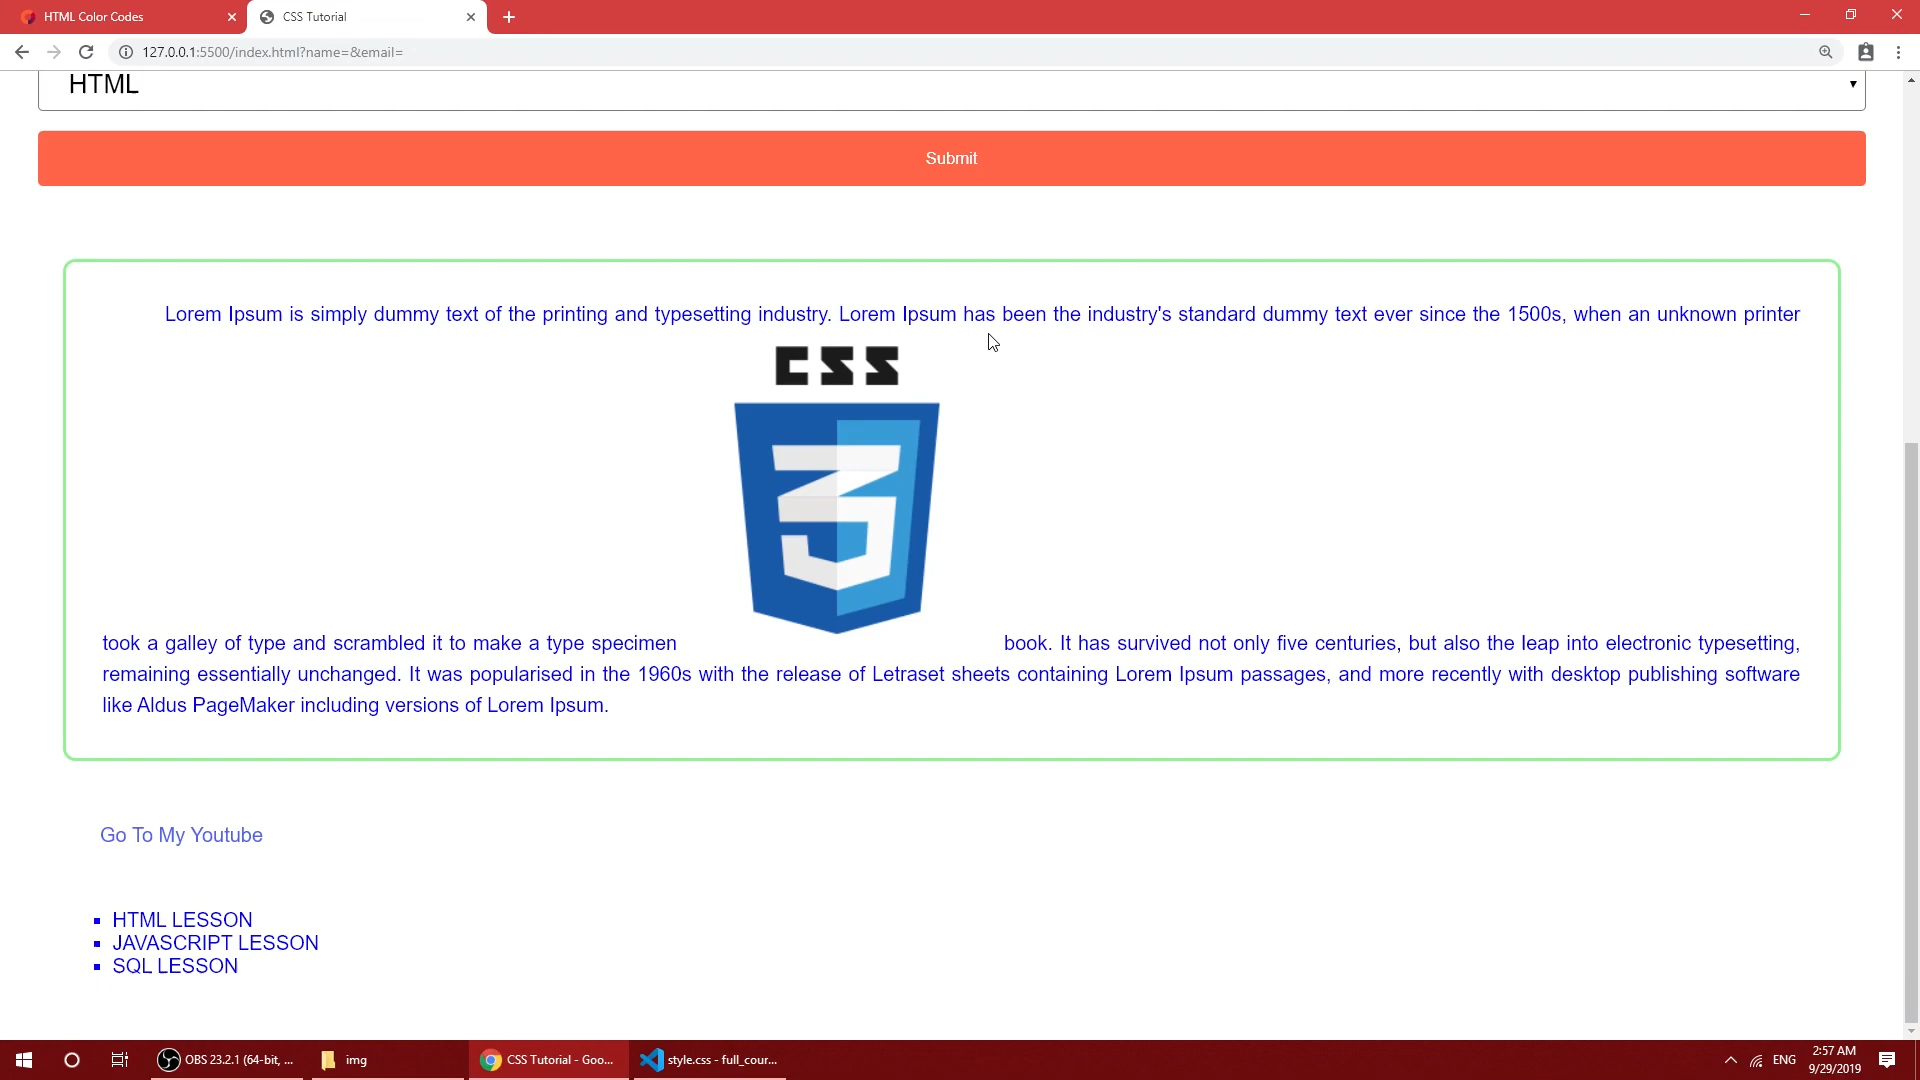 HTML Color Codes
CSS Tutorial
127.0.0.1:5500/index.html?name=&email=
HTML
Submit
Lorem Ipsum is simply dummy text of the printing and typesetting industry. Lorem Ipsum has been the industry's standard dummy text ever since the 1500s, when an unknown printer
CSS
3
took a galley of type and scrambled it to make a type specimen book. It has survived not only five centuries, but also the leap into electronic typesetting,
remaining essentially unchanged. It was popularised in the 1960s with the release of Letraset sheets containing Lorem Ipsum passages, and more recently with desktop publishing software
like Aldus PageMaker including versions of Lorem Ipsum.
Go To My Youtube
HTML LESSON
JAVASCRIPT LESSON
SQL LESSON
OBS 23.2.1 (64-bit, ...
img
CSS Tutorial - Goo...
style.css - full_cour...
ENG
2:57 AM
9/29/2019